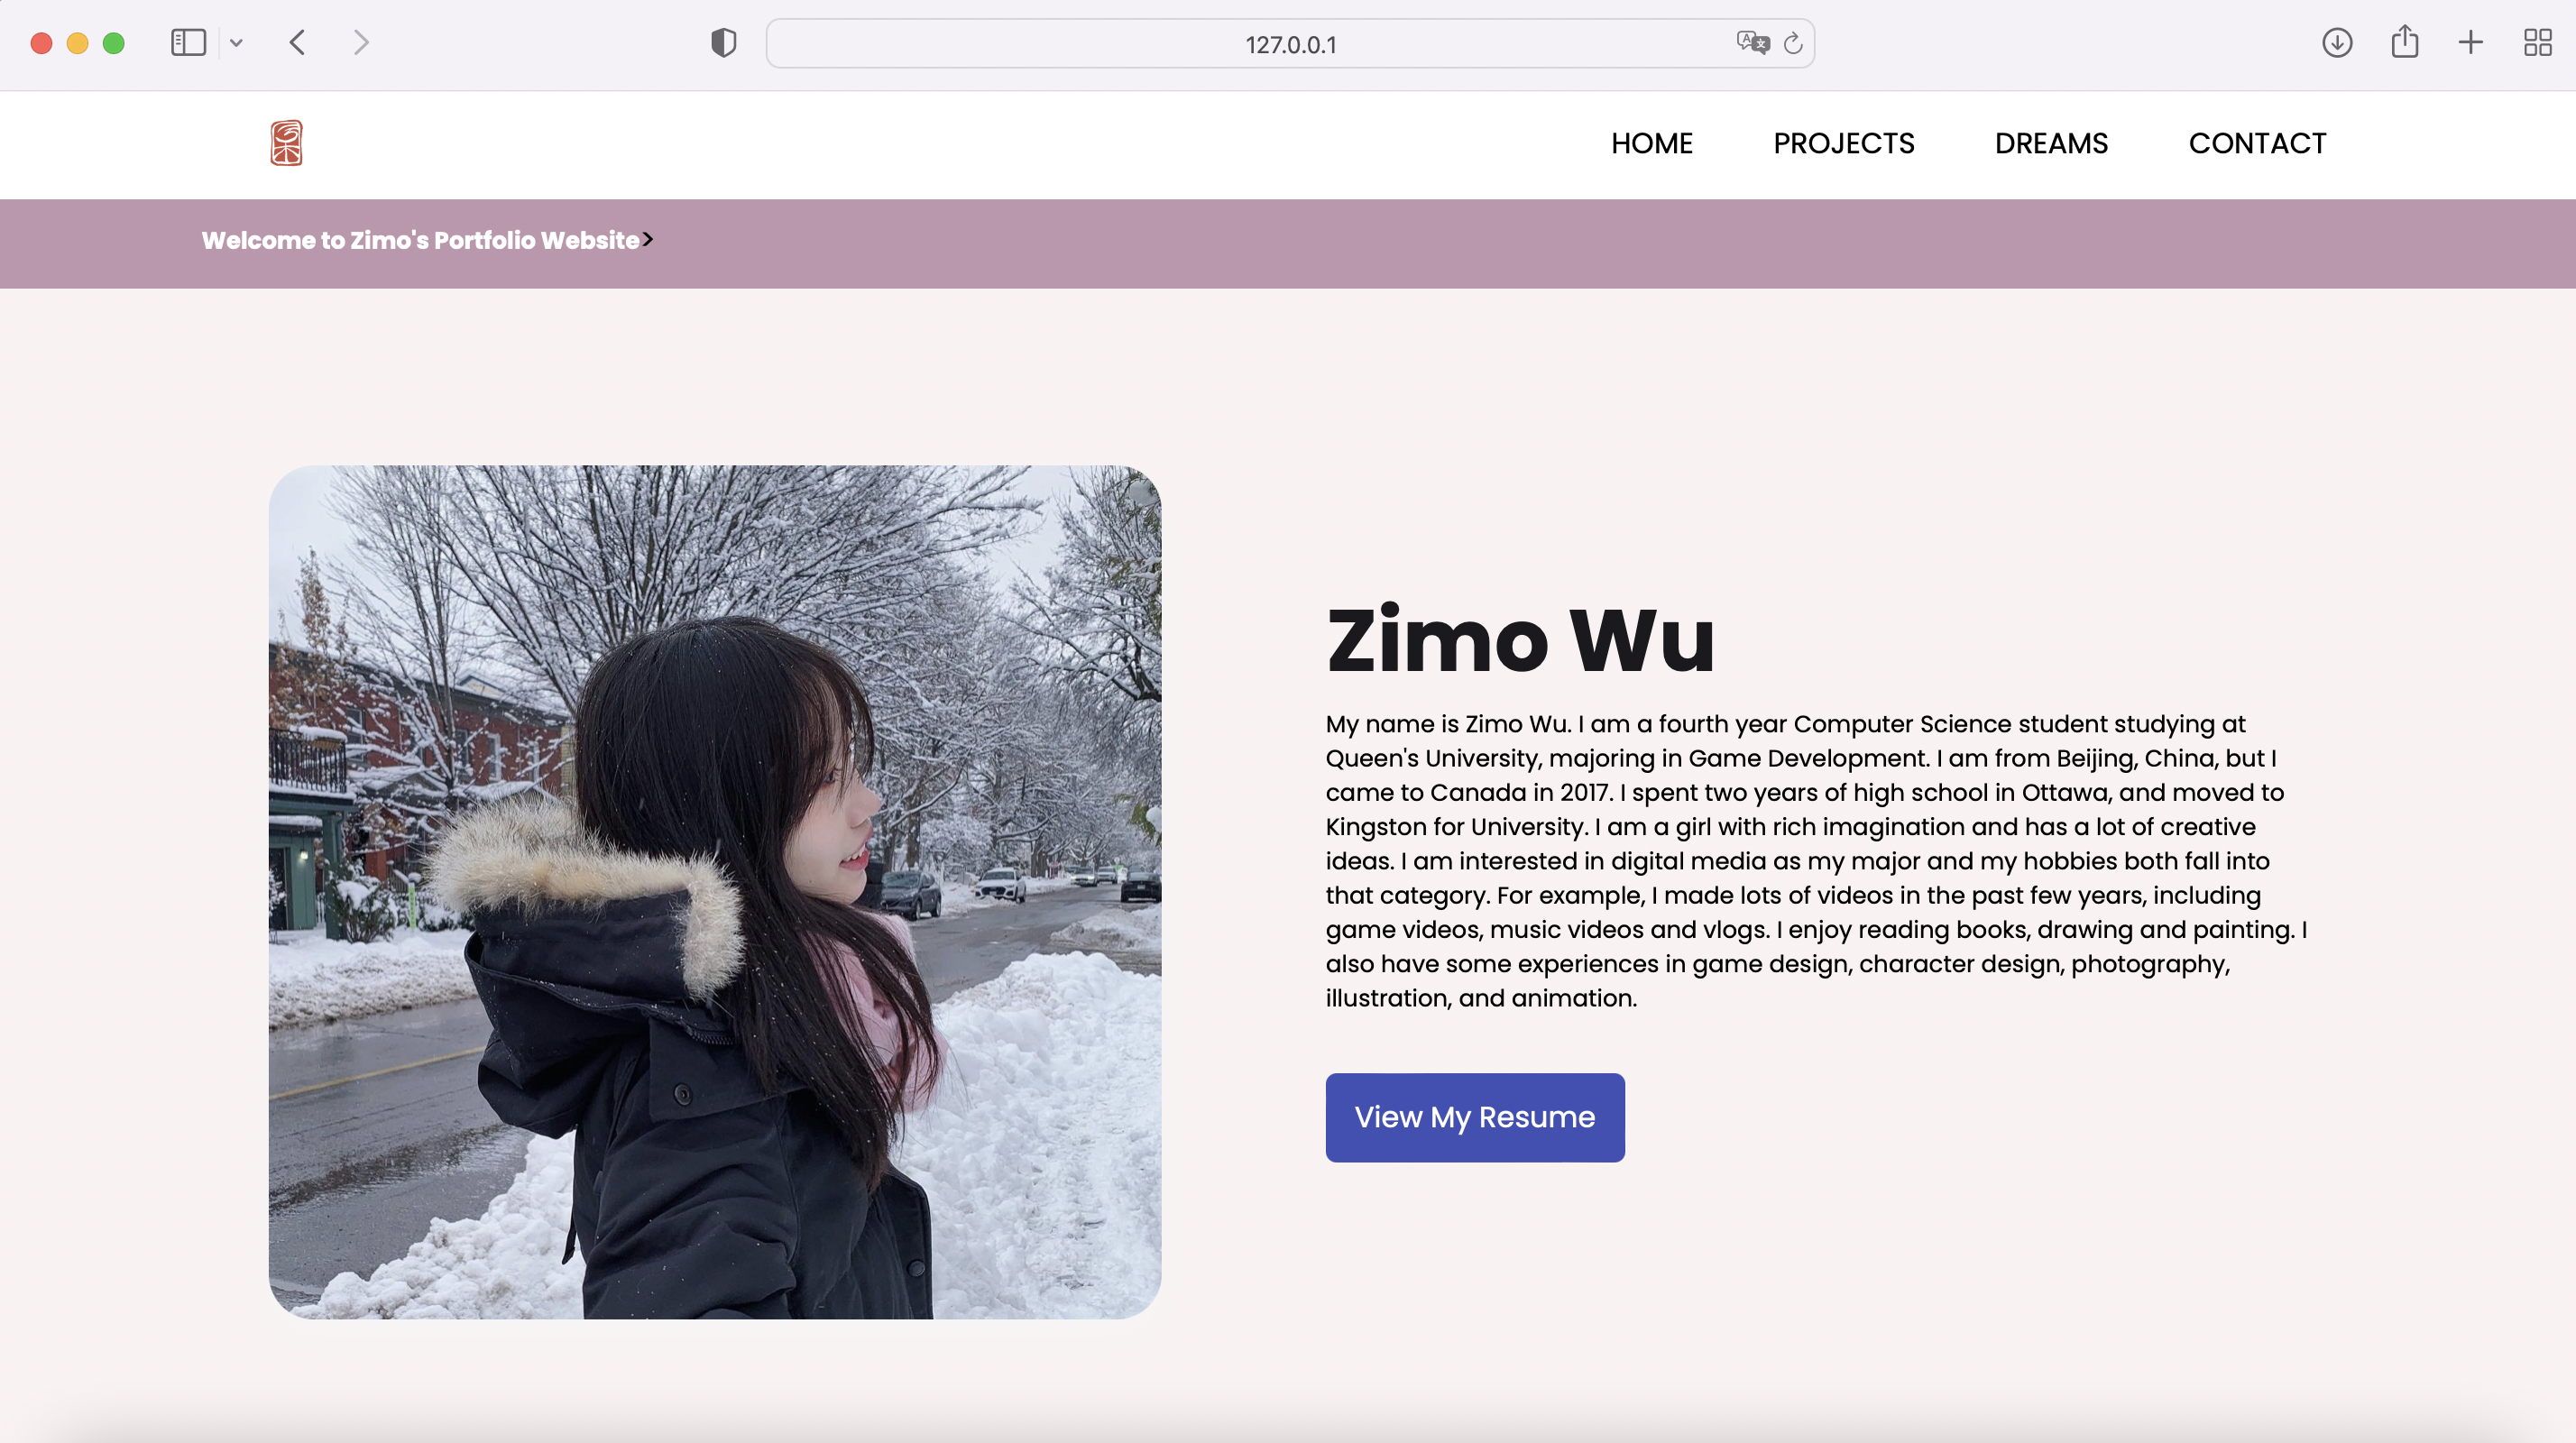 127.0.0.1
HOME PROJECTS DREAMS CONTACT
Welcome to Zimo's Portfolio Website>
Zimo Wu
My name is Zimo Wu. I am a fourth year Computer Science student studying at
Queen's University, majoring in Game Development. I am from Beijing, China, but I
came to Canada in 2017. I spent two years of high school in Ottawa, and moved to
Kingston for University. I am a girl with rich imagination and has a lot of creative
ideas. I am interested in digital media as my major and my hobbies both fall into
that category. For example, I made lots of videos in the past few years, including
game videos, music videos and vlogs. I enjoy reading books, drawing and painting. I
also have some experiences in game design, character design, photography,
illustration, and animation.
View My Resume